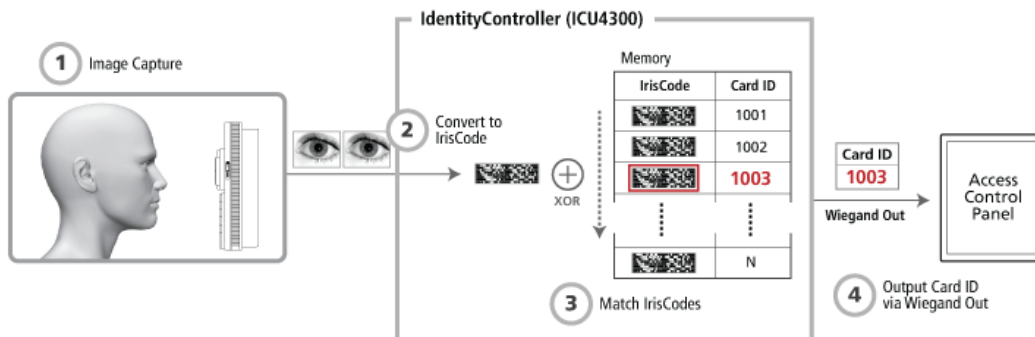 IdentityController (ICU4300)
1 Image Capture
2 Convert to
IrisCode
XOR
Memory
IrisCode Card ID
1001
1002
1003
N
3 Match IrisCodes
Card ID
1003
Wiegand Out
Access
Control
Panel
4 Output Card ID
via Wiegand Out